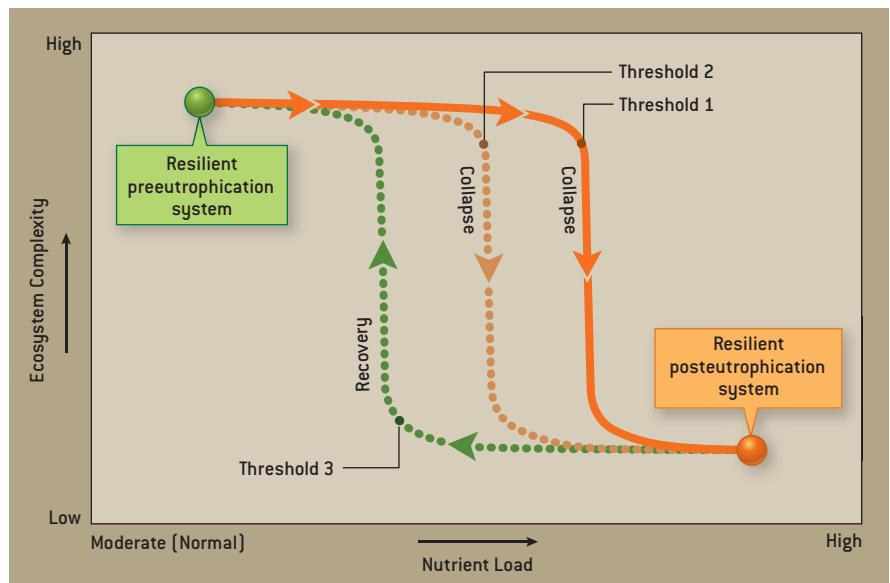 High
Threshold 2
Threshold 1
Resilient
preeutrophication
system
Collapse
Collapse
Ecosystem Complexity
Recovery
Resilient
posteutrophication
system
Threshold 3
Low
Moderate (Normal)
High
Nutrient Load